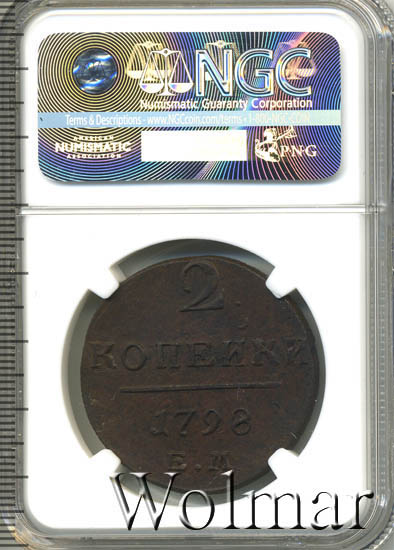 NGC
Numismatic Guaranty Corporation
Terms & Descriptions - www.NGCcoin.com/terms • 1-800-NGC-COIN
AMERICAN
NUMISMATIC
ASSOCIATION
PNG
2
КОПЕЙКИ
1798
Е.М
Wolmar